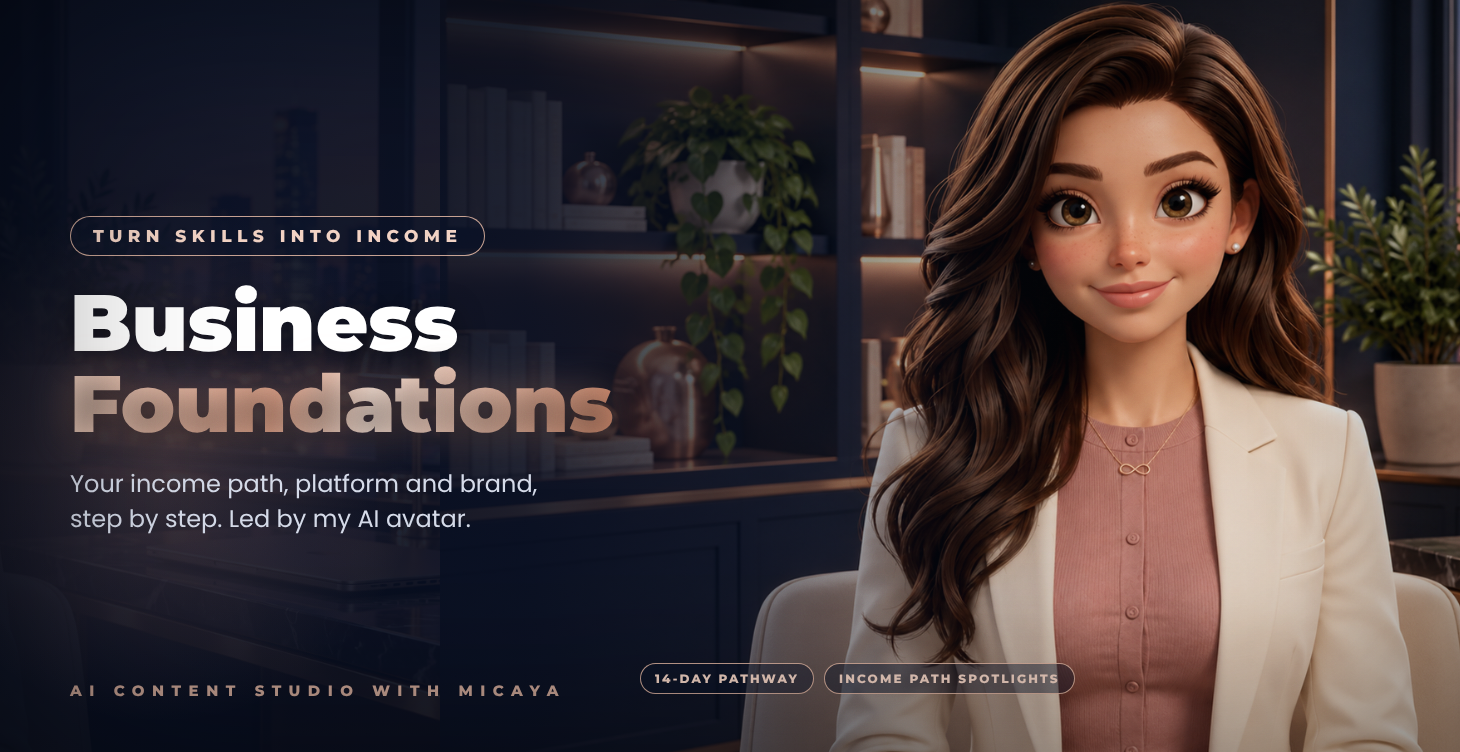 TURN SKILLS INTO INCOME
Business
Foundations
Your income path, platform and brand,
step by step. Led by my AI avatar.
AI CONTENT STUDIO WITH MICAYA
14-DAY PATHWAY
INCOME PATH SPOTLIGHTS